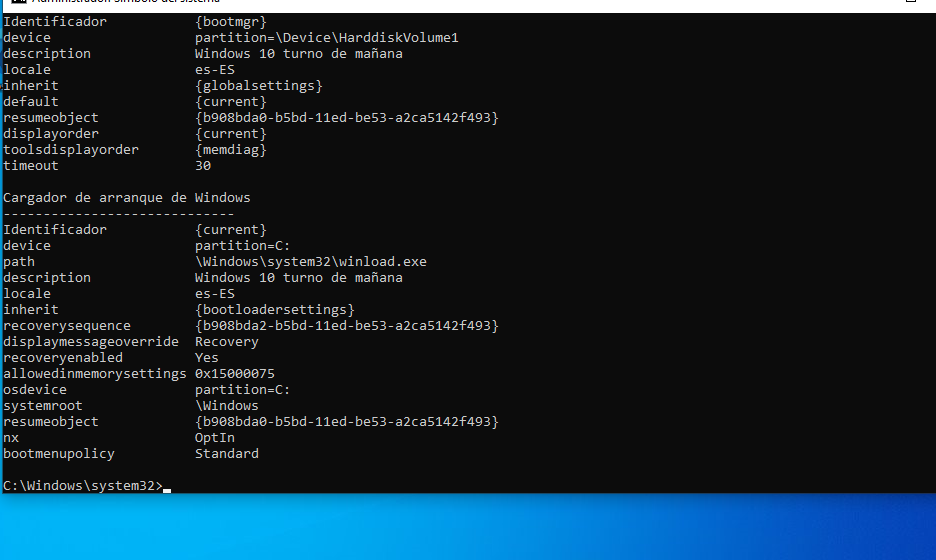 Administrador: Símbolo del sistema
Identificador           {bootmgr}
device                  partition=\Device\HarddiskVolume1
description             Windows 10 turno de mañana
locale                  es-ES
inherit                 {globalsettings}
default                 {current}
resumeobject            {b908bda0-b5bd-11ed-be53-a2ca5142f493}
displayorder            {current}
toolsdisplayorder       {memdiag}
timeout                 30

Cargador de arranque de Windows
-----------------------------
Identificador           {current}
device                  partition=C:
path                    \Windows\system32\winload.exe
description             Windows 10 turno de mañana
locale                  es-ES
inherit                 {bootloadersettings}
recoverysequence        {b908bda2-b5bd-11ed-be53-a2ca5142f493}
displaymessageoverride  Recovery
recoveryenabled         Yes
allowedinmemorysettings 0x15000075
osdevice                partition=C:
systemroot              \Windows
resumeobject            {b908bda0-b5bd-11ed-be53-a2ca5142f493}
nx                      OptIn
bootmenupolicy          Standard

C:\Windows\system32>